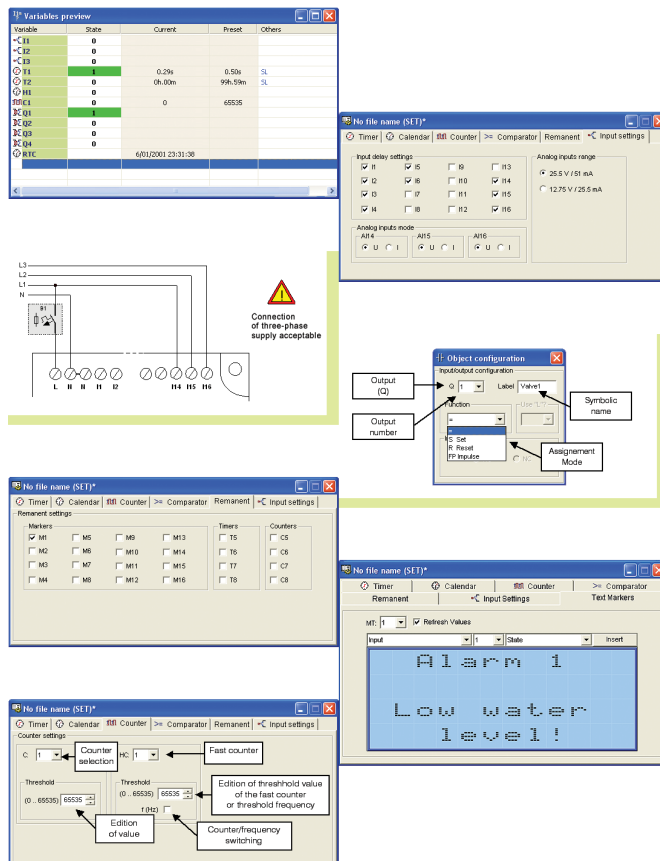 Variables preview
Variable State Current Preset Others
I1 0
I2 0
I3 0
T1 1 0.29s 0.50s SL
T2 0 0h.00m 99h.59m SL
H1 0
C1 0 0 65535
Q1 1
Q2 0
Q3 0
Q4 0
RTC 6/01/2001 23:31:38
No file name (SET)*
Timer Calendar Counter >= Comparator Remanent Input settings
Input delay settings
I1 I5 I9 I13
I2 I6 I10 I14
I3 I7 I11 I15
I4 I8 I12 I16
Analog inputs range
25.5 V / 51 mA
12.75 V / 25.5 mA
Analog inputs mode
AI14 AI15 AI16
U I U I U I
L3
L2
L1
N
S1
L N N I1 I2 I14 I15 I16
Connection
of three-phase
supply acceptable
Object configuration
Input/output configuration
Q 1 Label Valve1
Function
=
=
S Set
R Reset
FP Impulse
Use "L"?
NC
Output
(Q)
Output
number
Symbolic
name
Assignement
Mode
No file name (SET)*
Timer Calendar Counter >= Comparator Remanent Input settings
Remanent settings
Markers Timers Counters
M1 M5 M9 M13 T5 C5
M2 M6 M10 M14 T6 C6
M3 M7 M11 M15 T7 C7
M4 M8 M12 M16 T8 C8
No file name (SET)*
Timer Calendar Counter >= Comparator
Remanent Input Settings Text Markers
MT: 1 Refresh Values
Input 1 State Insert
Alarm 1
Low water
level!
No file name (SET)*
Timer Calendar Counter >= Comparator Remanent Input settings
Counter settings
C: 1 Counter
selection
HC: 1 Fast counter
Threshold
(0 .. 65535) 65535
Threshold
(0 .. 65535) 65535
f (Hz)
Edition of threshhold value
of the fast counter
or threshold frequency
Edition
of value
Counter/frequency
switching